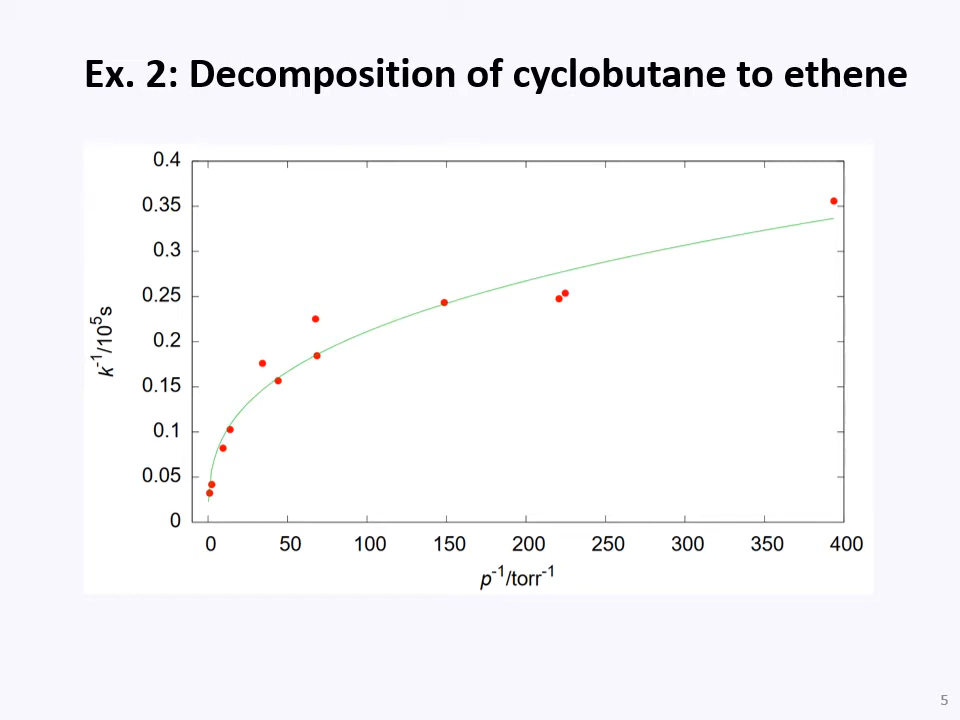 Ex. 2: Decomposition of cyclobutane to ethene
0.4
0.35
0.3
0.25
0.2
0.15
0.1
0.05
0
k⁻¹/10⁵s
0 50 100 150 200 250 300 350 400
p⁻¹/torr⁻¹
5